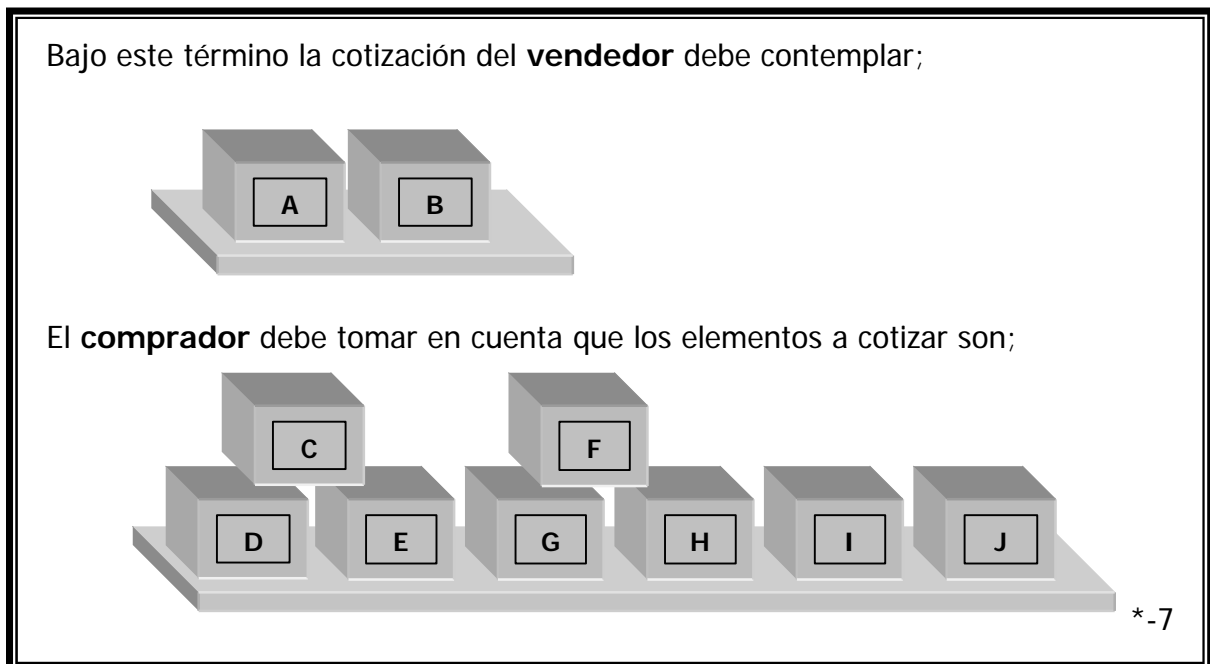 Bajo este término la cotización del vendedor debe contemplar;
A B
El comprador debe tomar en cuenta que los elementos a cotizar son;
C F
D E G H I J
*-7